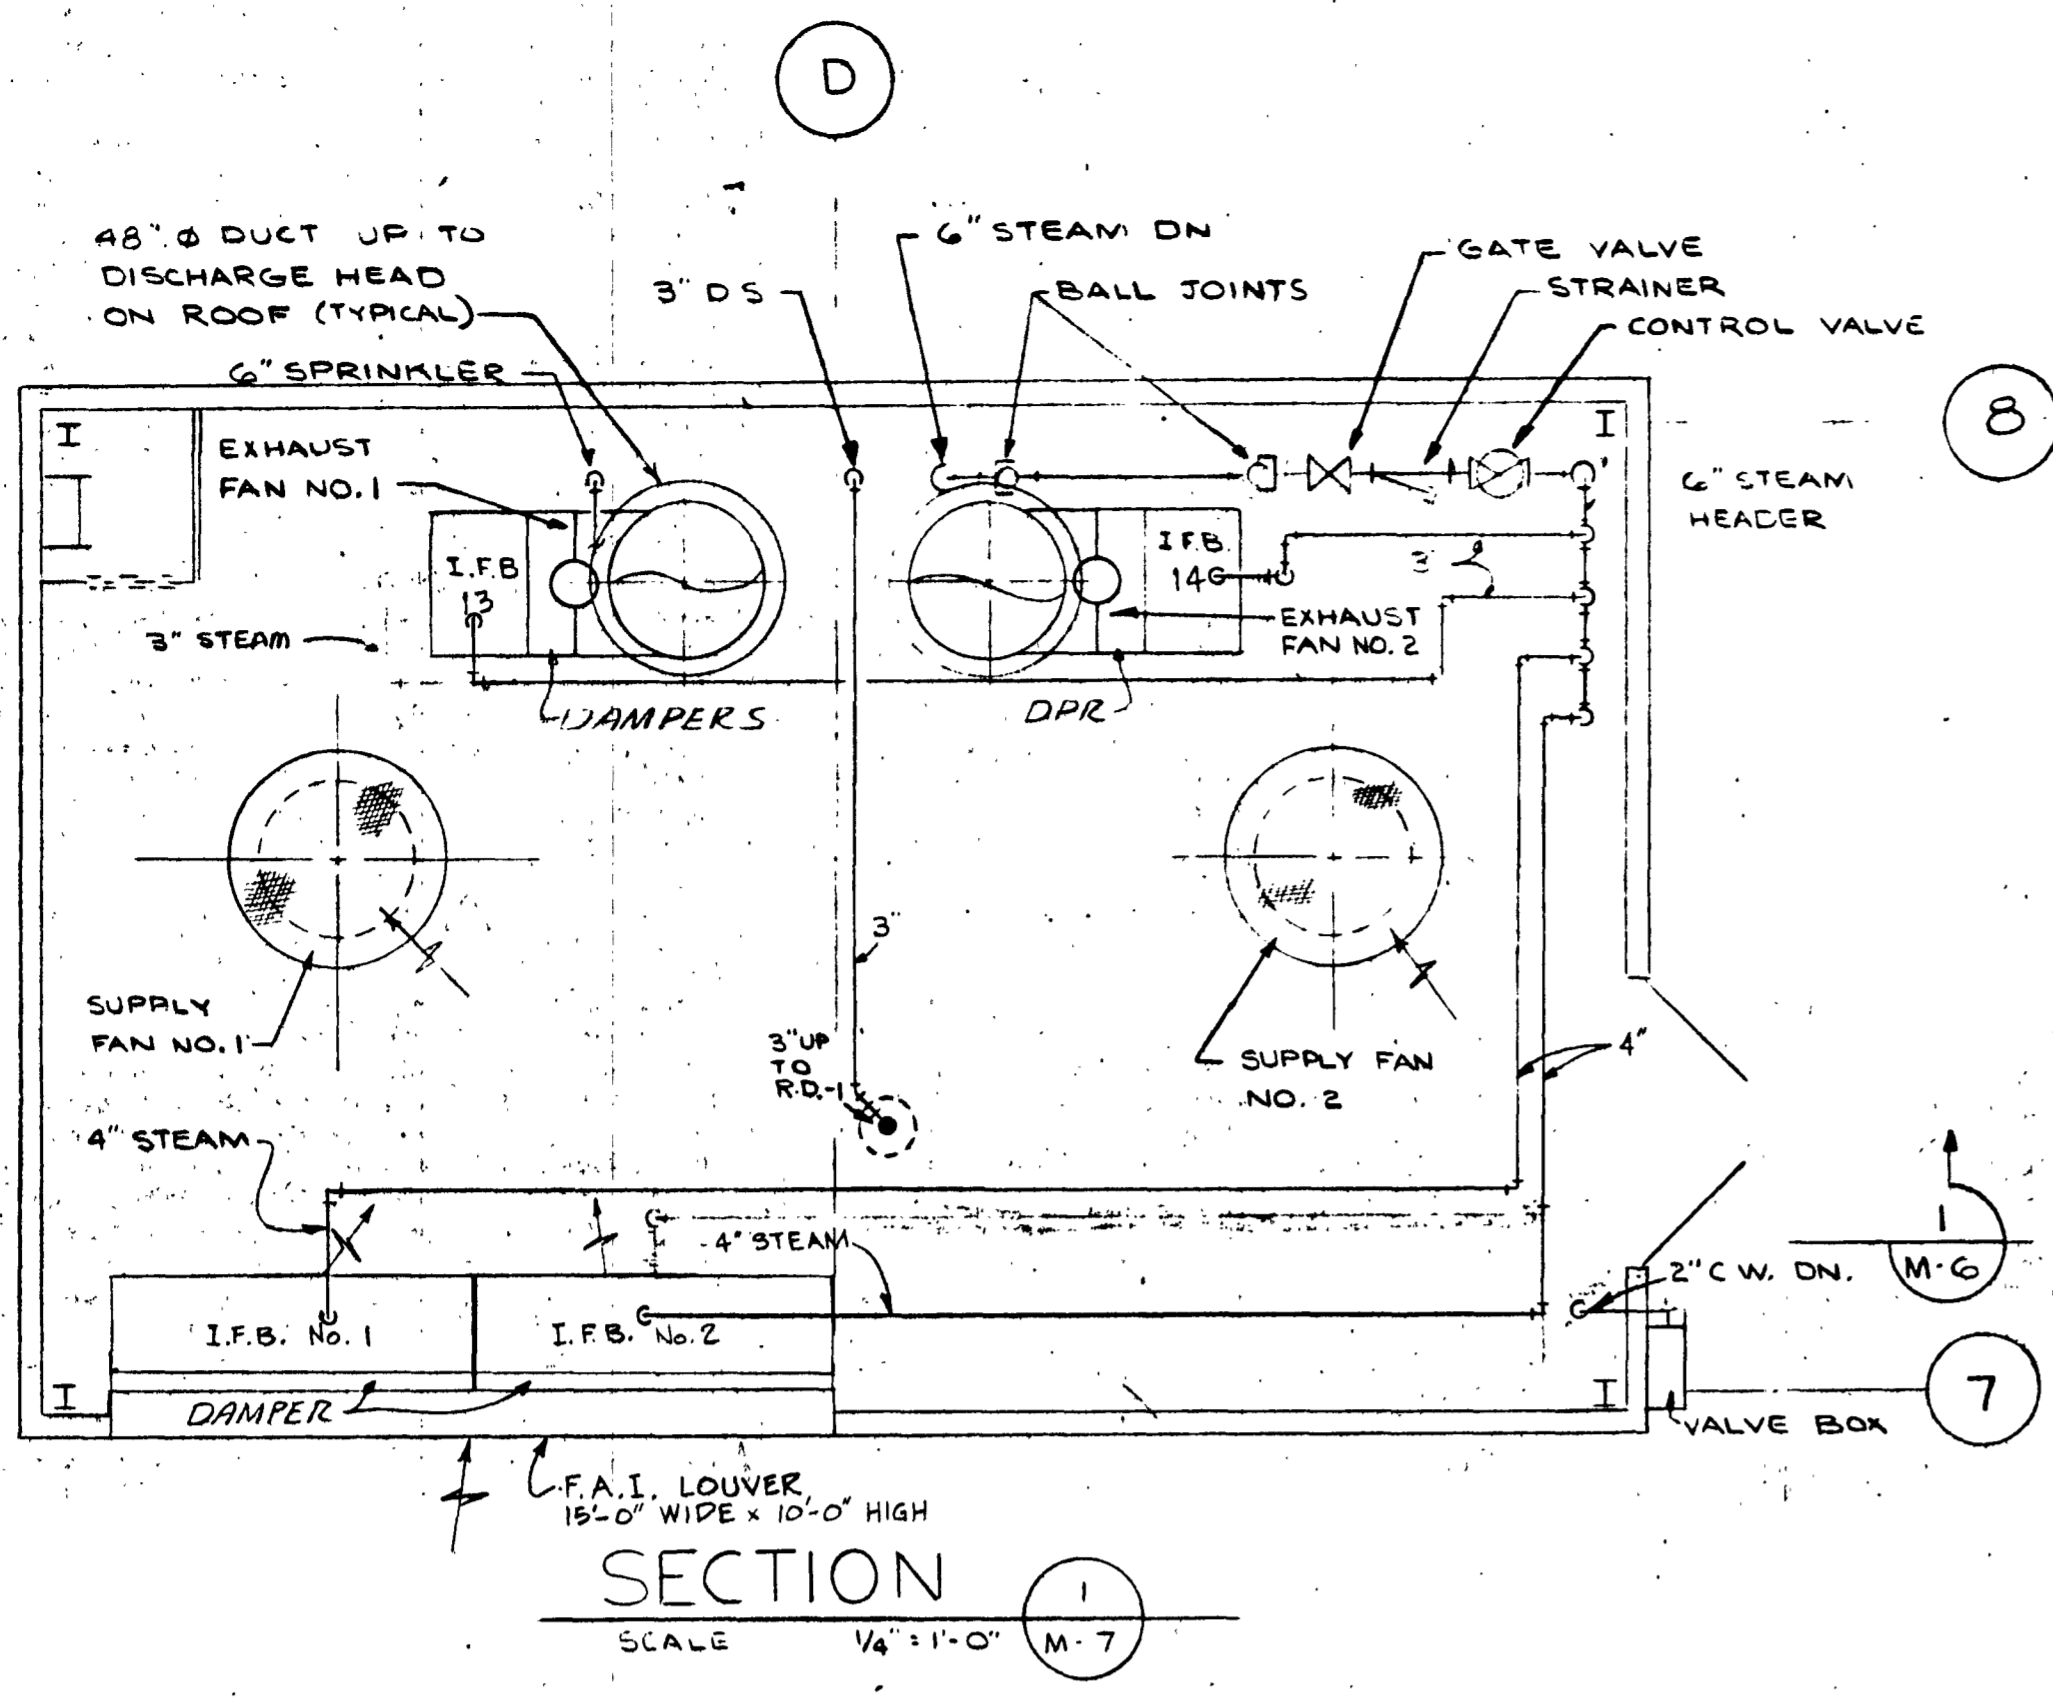 D
48" Ø DUCT UP TO
DISCHARGE HEAD
ON ROOF (TYPICAL)
6" SPRINKLER
3" DS
6" STEAM DN
BALL JOINTS
GATE VALVE
STRAINER
CONTROL VALVE
8
I
I
EXHAUST
FAN NO. 1
6" STEAM
HEADER
I.F.B
13
I.F.B.
14
3"
EXHAUST
FAN NO. 2
3" STEAM
DAMPERS
DPR
3"
SUPPLY
FAN NO. 1
3" UP
TO
R.D.-1
SUPPLY FAN
NO. 2
4"
4" STEAM
4" STEAM
1
M-6
2" C.W. DN.
I.F.B. No. 1
I.F.B. No. 2
I
I
DAMPER
7
VALVE BOX
F.A.I. LOUVER
15'-0" WIDE x 10'-0" HIGH
SECTION
SCALE 1/4" = 1'-0"
1
M-7